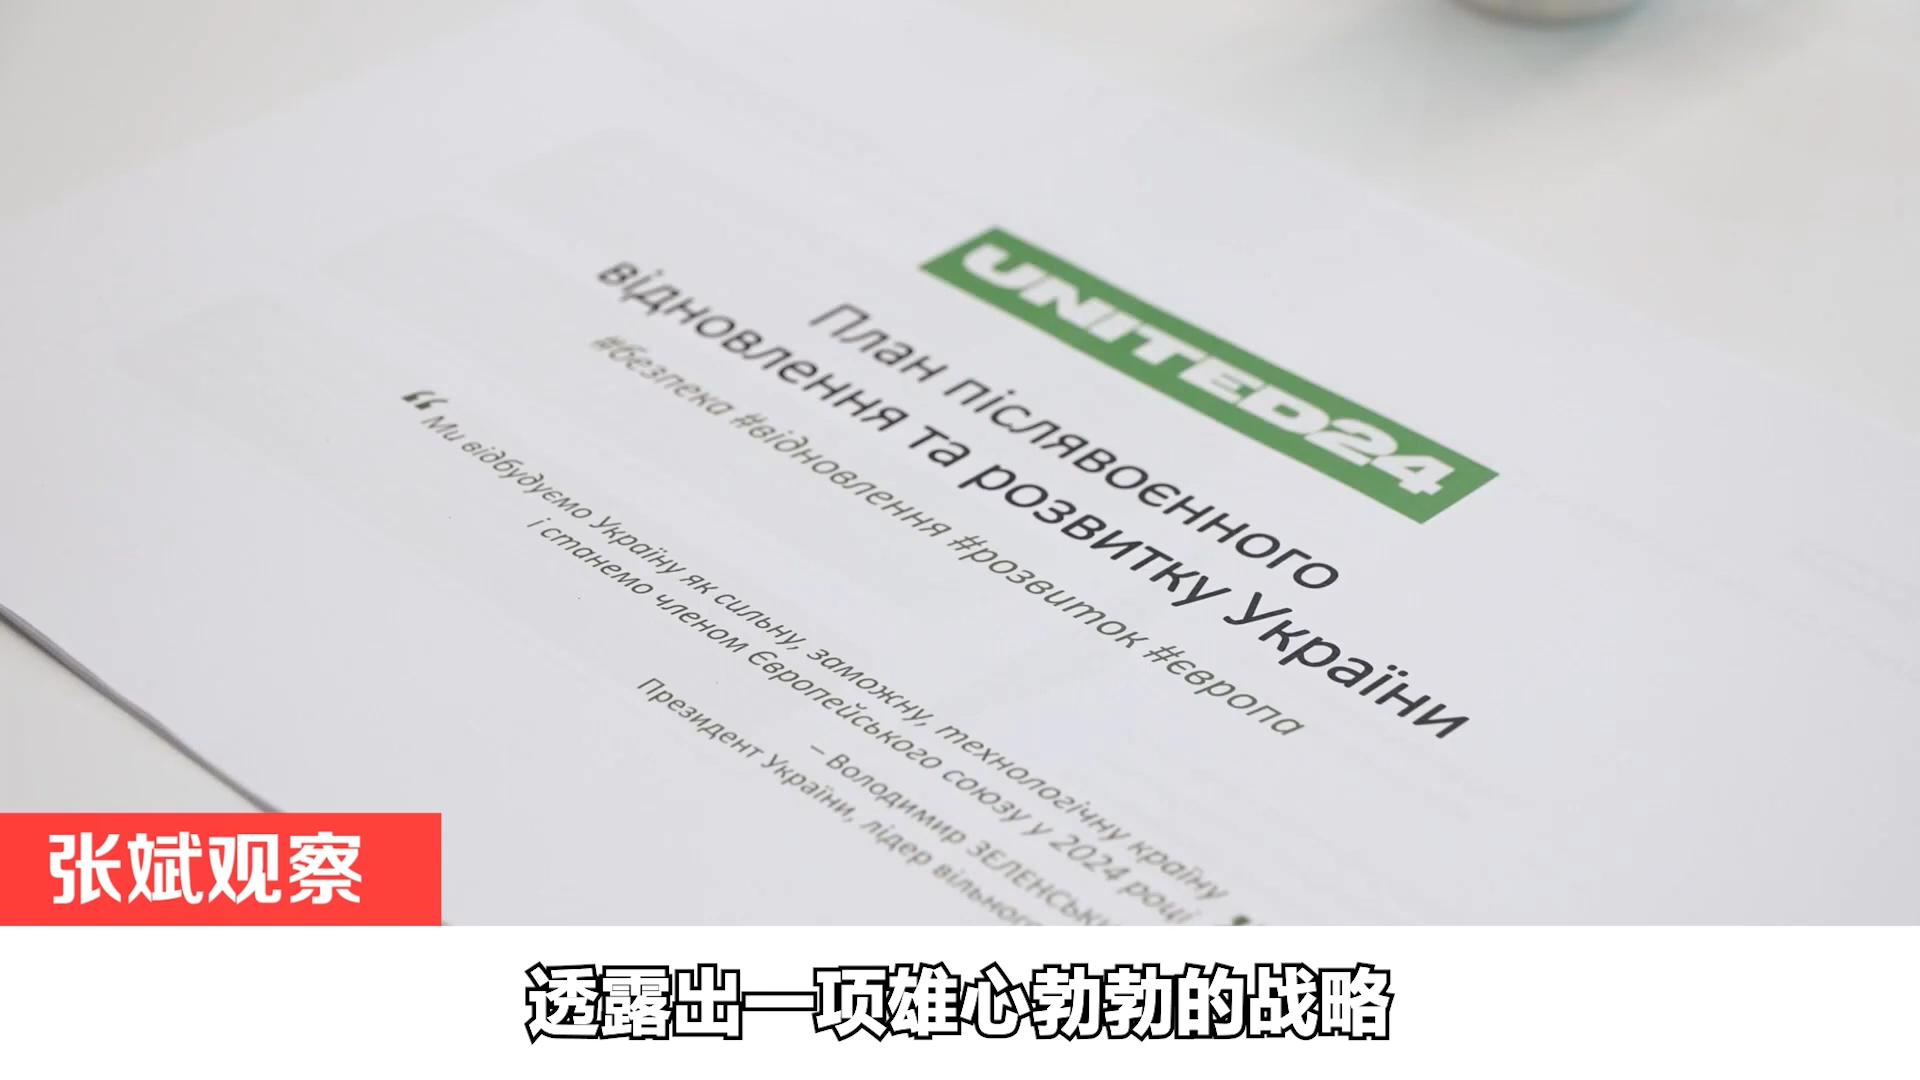 UNITED24
План післявоєнного
відновлення та розвитку України
#безпека #відновлення #розвиток #європа
“ Ми відбудуємо Україну як сильну, заможну, технологічну країну
і станемо членом Європейського союзу у 2024 році ”
– Володимир
Президент України, лідер вільного
张斌观察
透露出一项雄心勃勃的战略